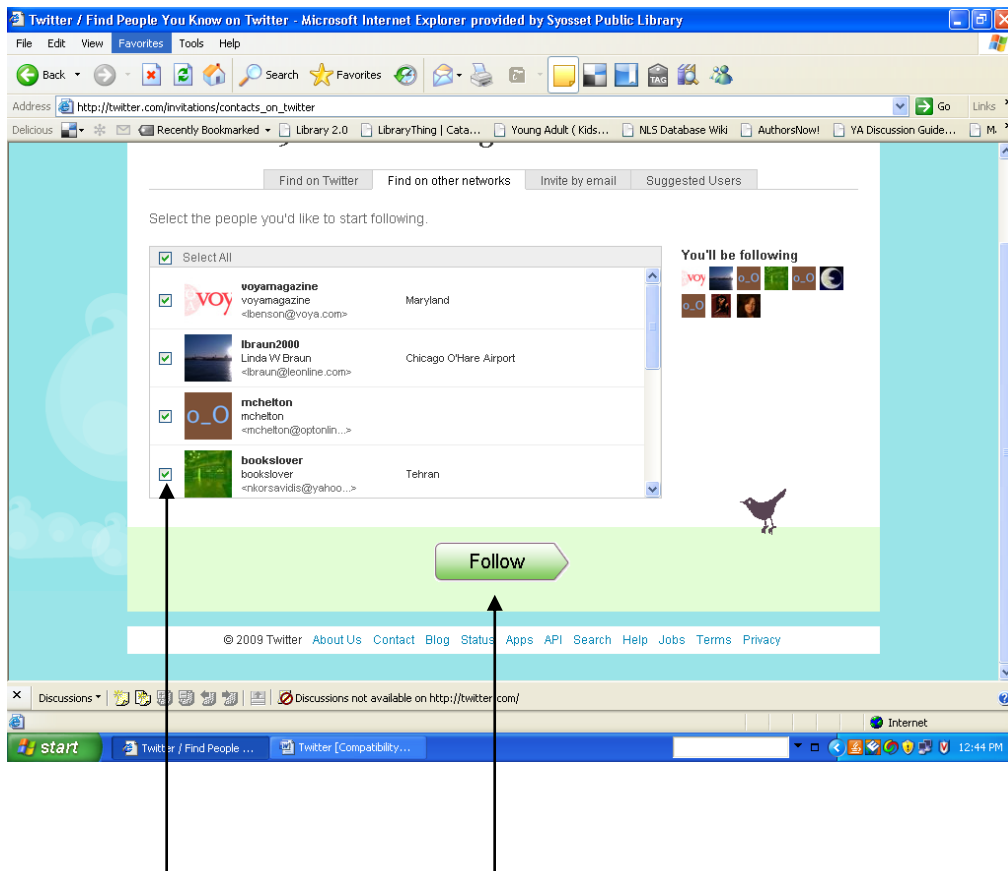 Twitter / Find People You Know on Twitter - Microsoft Internet Explorer provided by Syosset Public Library
File Edit View Favorites Tools Help
Back Search Favorites TAG
Address http://twitter.com/invitations/contacts_on_twitter Go Links
Delicious Recently Bookmarked Library 2.0 LibraryThing | Cata... Young Adult ( Kids... NLS Database Wiki AuthorsNow! YA Discussion Guide... M.
Find on Twitter Find on other networks Invite by email Suggested Users
Select the people you'd like to start following.
Select All
You'll be following
voyamagazine
VOY voyamagazine Maryland
<lbenson@voya.com>
voy o_O o_O
o_O
lbraun2000
Linda W Braun Chicago O'Hare Airport
<lbraun@leonline.com>
mchelton
o_O mchelton
<mchelton@optonlin...>
bookslover
bookslover Tehran
<nkorsavidis@yahoo...>
Follow
© 2009 Twitter About Us Contact Blog Status Apps API Search Help Jobs Terms Privacy
Discussions Discussions not available on http://twitter.com/
Internet
start Twitter / Find People ... Twitter [Compatibility... 12:44 PM